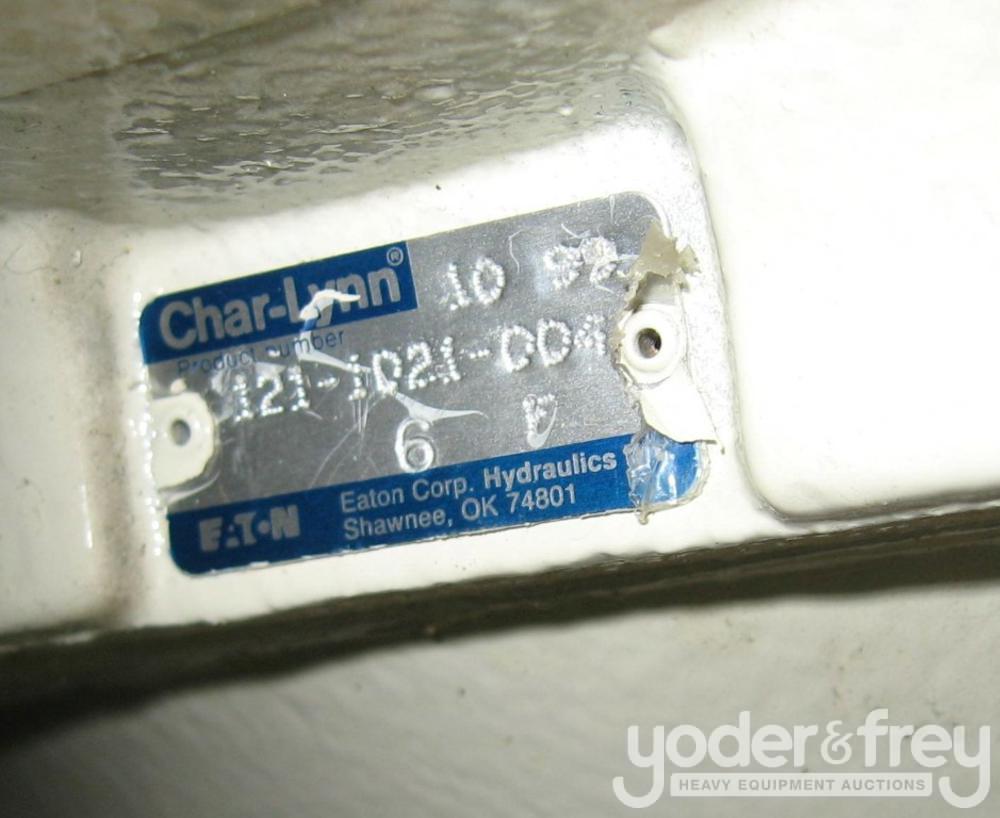 Char-Lynn®
10
Product number
121-1021-004
6 E
EATON
Eaton Corp. Hydraulics
Shawnee, OK 74801
yoder&frey
HEAVY EQUIPMENT AUCTIONS